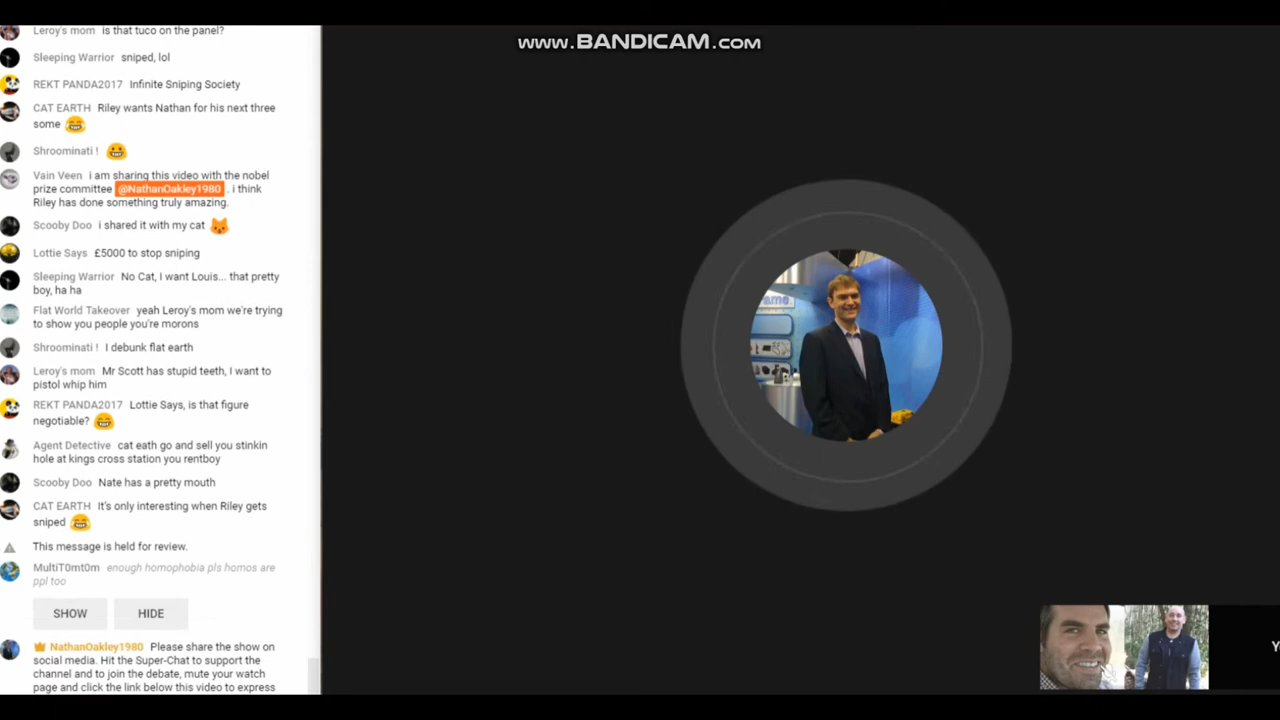 www.BANDICAM.com
Leroy's mom is that tuco on the panel?
Sleeping Warrior sniped, lol
REKT PANDA2017 Infinite Sniping Society
CAT EARTH Riley wants Nathan for his next three
some 😂
Shroominati ! 😀
Vain Veen i am sharing this video with the nobel
prize committee @NathanOakley1980 . i think
Riley has done something truly amazing.
Scooby Doo i shared it with my cat
Lottie Says £5000 to stop sniping
Sleeping Warrior No Cat, I want Louis... that pretty
boy, ha ha
Flat World Takeover yeah Leroy's mom we're trying
to show you people you're morons
Shroominati ! I debunk flat earth
Leroy's mom Mr Scott has stupid teeth, I want to
pistol whip him
REKT PANDA2017 Lottie Says, is that figure
negotiable? 😂
Agent Detective cat eath go and sell you stinkin
hole at kings cross station you rentboy
Scooby Doo Nate has a pretty mouth
CAT EARTH It's only interesting when Riley gets
sniped 😂
This message is held for review.
MultiT0mt0m enough homophobia pls homos are
ppl too
SHOW HIDE
NathanOakley1980 Please share the show on
social media. Hit the Super-Chat to support the
channel and to join the debate, mute your watch
page and click the link below this video to express
ame
Y